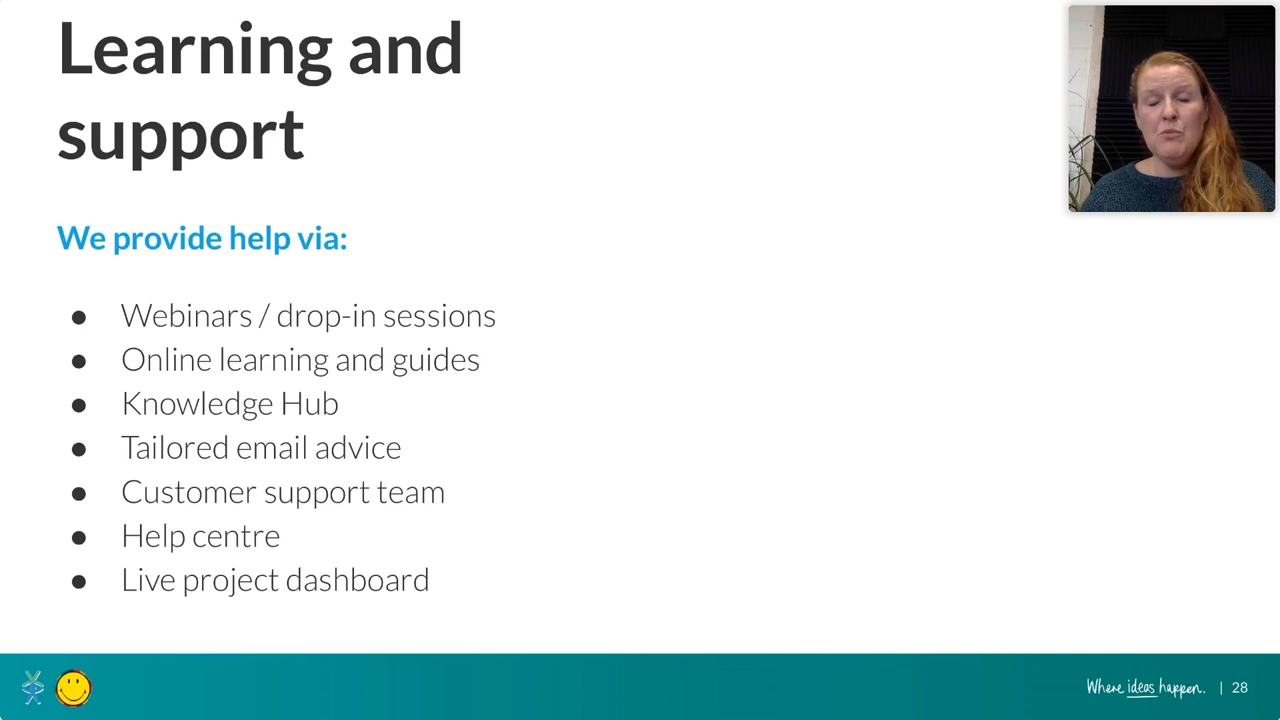 Learning and
support
We provide help via:
● Webinars / drop-in sessions
● Online learning and guides
● Knowledge Hub
● Tailored email advice
● Customer support team
● Help centre
● Live project dashboard
Where ideas happen. | 28